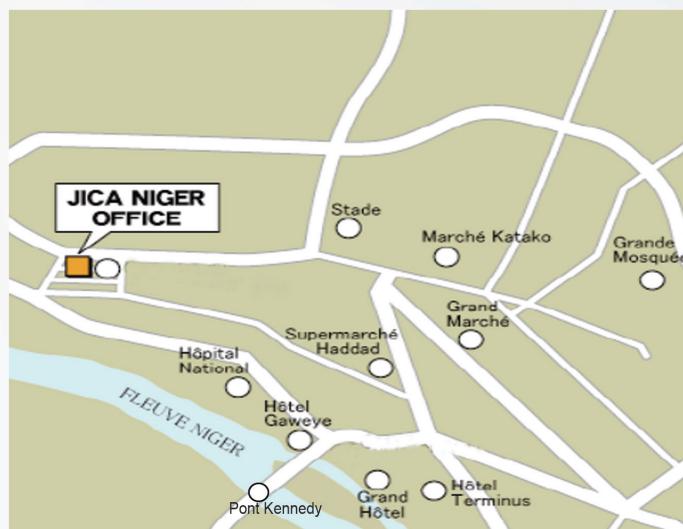 JICA NIGER
OFFICE
Stade
Marché Katako
Grande
Mosquée
Grand
Marché
Supermarché
Haddad
Hôpital
National
Hôtel
Gaweye
FLEUVE NIGER
Pont Kennedy
Grand
Hôtel
Hôtel
Terminus